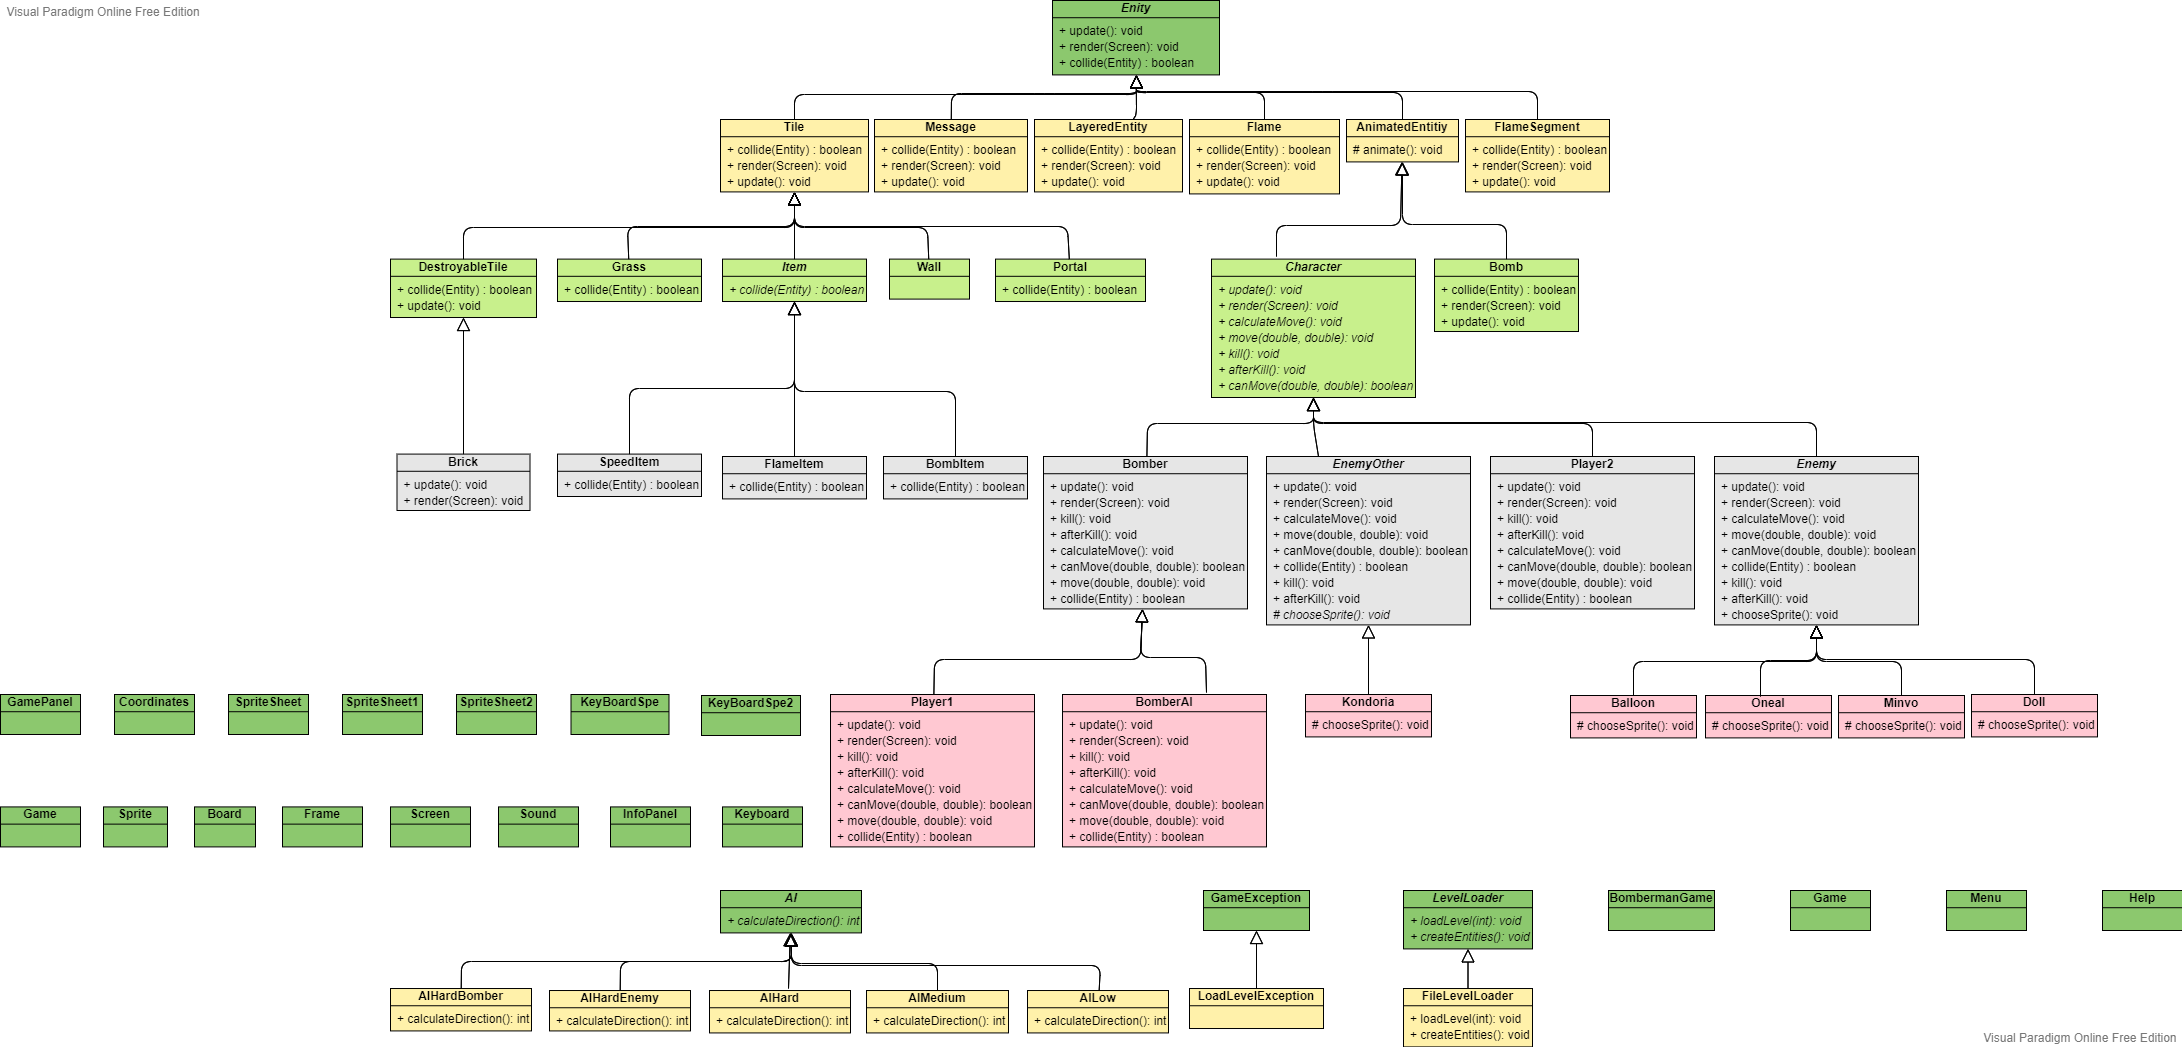 Visual Paradigm Online Free Edition
Enity
+ update(): void
+ render(Screen): void
+ collide(Entity) : boolean
Tile
+ collide(Entity) : boolean
+ render(Screen): void
+ update(): void
Message
+ collide(Entity) : boolean
+ render(Screen): void
+ update(): void
LayeredEntity
+ collide(Entity) : boolean
+ render(Screen): void
+ update(): void
Flame
+ collide(Entity) : boolean
+ render(Screen): void
+ update(): void
AnimatedEntitiy
# animate(): void
FlameSegment
+ collide(Entity) : boolean
+ render(Screen): void
+ update(): void
DestroyableTile
+ collide(Entity) : boolean
+ update(): void
Grass
+ collide(Entity) : boolean
Item
+ collide(Entity) : boolean
Wall
Portal
+ collide(Entity) : boolean
Character
+ update(): void
+ render(Screen): void
+ calculateMove(): void
+ move(double, double): void
+ kill(): void
+ afterKill(): void
+ canMove(double, double): boolean
Bomb
+ collide(Entity) : boolean
+ render(Screen): void
+ update(): void
Brick
+ update(): void
+ render(Screen): void
SpeedItem
+ collide(Entity) : boolean
FlameItem
+ collide(Entity) : boolean
BombItem
+ collide(Entity) : boolean
Bomber
+ update(): void
+ render(Screen): void
+ kill(): void
+ afterKill(): void
+ calculateMove(): void
+ canMove(double, double): boolean
+ move(double, double): void
+ collide(Entity) : boolean
EnemyOther
+ update(): void
+ render(Screen): void
+ calculateMove(): void
+ move(double, double): void
+ canMove(double, double): boolean
+ collide(Entity) : boolean
+ kill(): void
+ afterKill(): void
# chooseSprite(): void
Player2
+ update(): void
+ render(Screen): void
+ kill(): void
+ afterKill(): void
+ calculateMove(): void
+ canMove(double, double): boolean
+ move(double, double): void
+ collide(Entity) : boolean
Enemy
+ update(): void
+ render(Screen): void
+ calculateMove(): void
+ move(double, double): void
+ canMove(double, double): boolean
+ collide(Entity) : boolean
+ kill(): void
+ afterKill(): void
+ chooseSprite(): void
GamePanel
Coordinates
SpriteSheet
SpriteSheet1
SpriteSheet2
KeyBoardSpe
KeyBoardSpe2
Player1
+ update(): void
+ render(Screen): void
+ kill(): void
+ afterKill(): void
+ calculateMove(): void
+ canMove(double, double): boolean
+ move(double, double): void
+ collide(Entity) : boolean
BomberAI
+ update(): void
+ render(Screen): void
+ kill(): void
+ afterKill(): void
+ calculateMove(): void
+ canMove(double, double): boolean
+ move(double, double): void
+ collide(Entity) : boolean
Kondoria
# chooseSprite(): void
Balloon
# chooseSprite(): void
Oneal
# chooseSprite(): void
Minvo
# chooseSprite(): void
Doll
# chooseSprite(): void
Game
Sprite
Board
Frame
Screen
Sound
InfoPanel
Keyboard
AI
+ calculateDirection(): int
GameException
LevelLoader
+ loadLevel(int): void
+ createEntities(): void
BombermanGame
Game
Menu
Help
AIHardBomber
+ calculateDirection(): int
AIHardEnemy
+ calculateDirection(): int
AIHard
+ calculateDirection(): int
AIMedium
+ calculateDirection(): int
AILow
+ calculateDirection(): int
LoadLevelException
FileLevelLoader
+ loadLevel(int): void
+ createEntities(): void
Visual Paradigm Online Free Edition